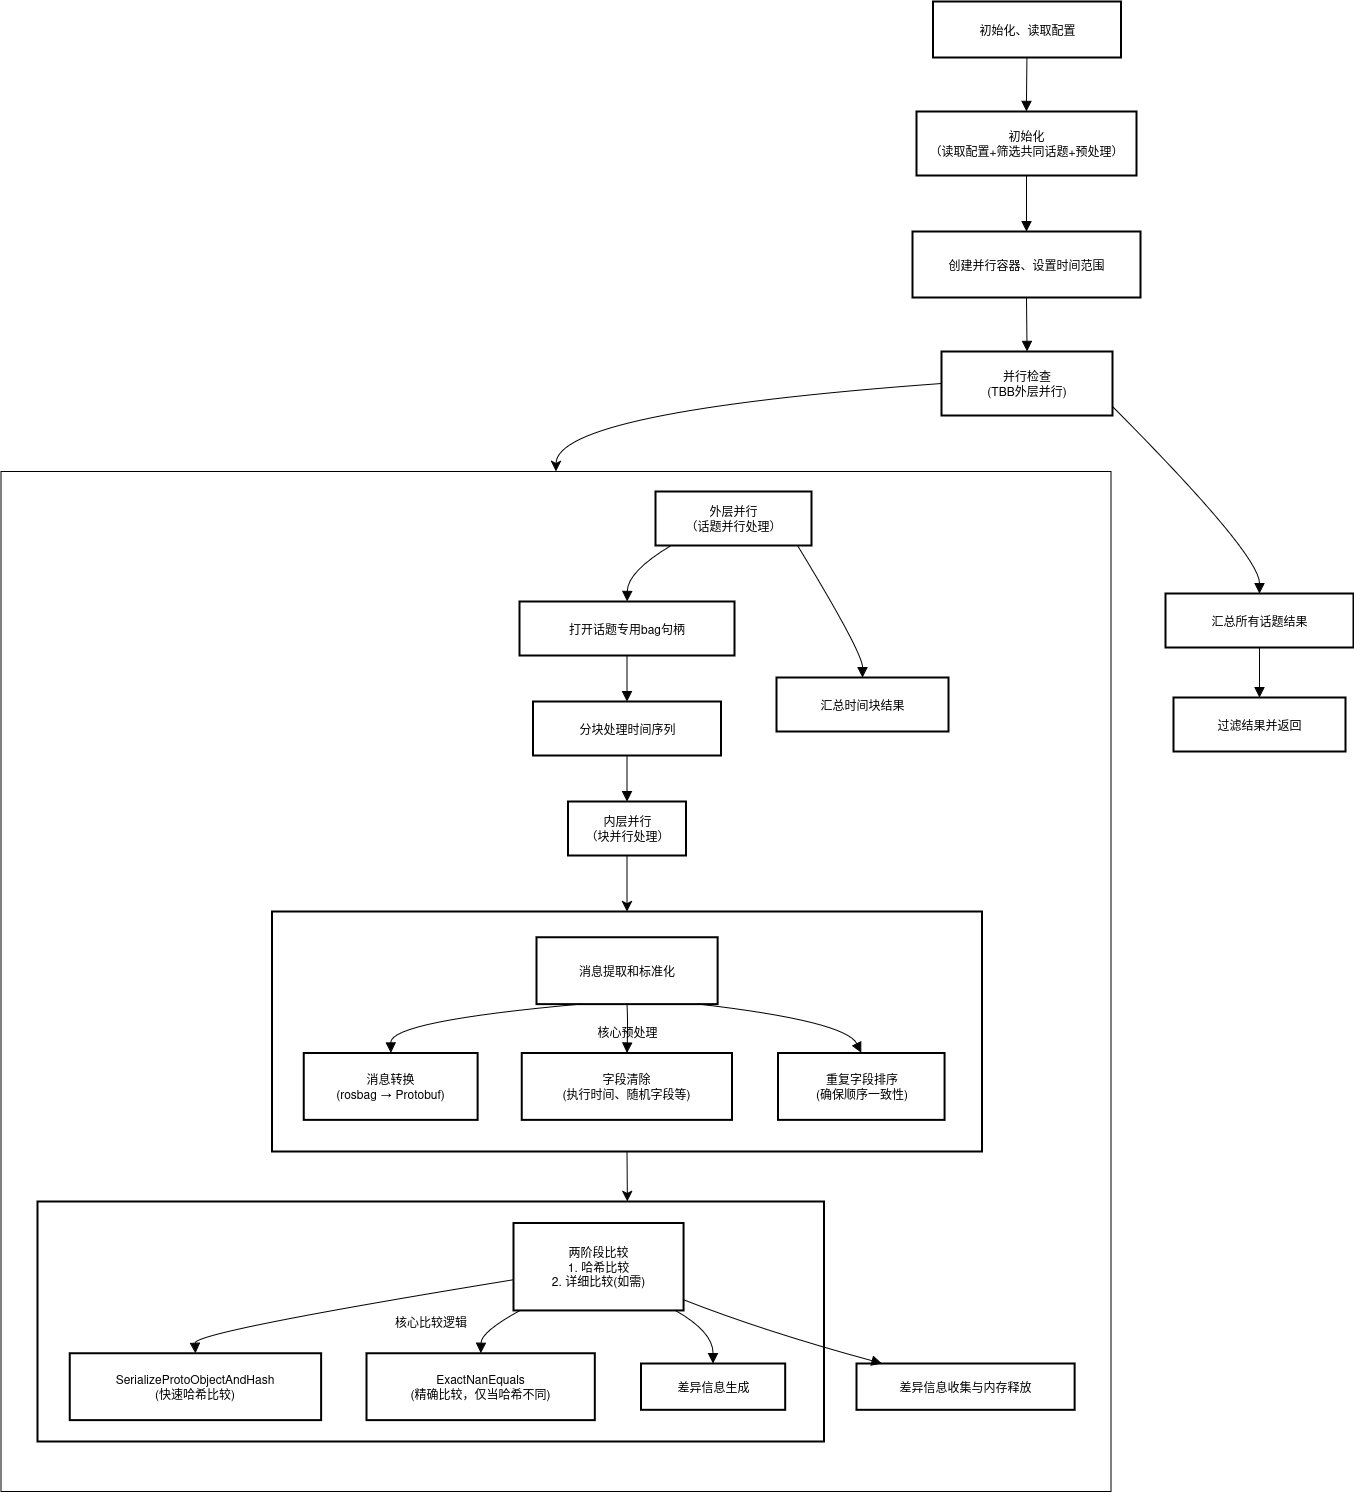 初始化、读取配置
初始化
（读取配置+筛选共同话题+预处理）
创建并行容器、设置时间范围
并行检查
(TBB外层并行)
外层并行
（话题并行处理）
打开话题专用bag句柄
汇总所有话题结果
汇总时间块结果
分块处理时间序列
过滤结果并返回
内层并行
（块并行处理）
消息提取和标准化
核心预处理
消息转换
(rosbag → Protobuf)
字段清除
(执行时间、随机字段等)
重复字段排序
(确保顺序一致性)
两阶段比较
1. 哈希比较
2. 详细比较(如需)
核心比较逻辑
SerializeProtoObjectAndHash
(快速哈希比较)
ExactNanEquals
(精确比较，仅当哈希不同)
差异信息生成
差异信息收集与内存释放